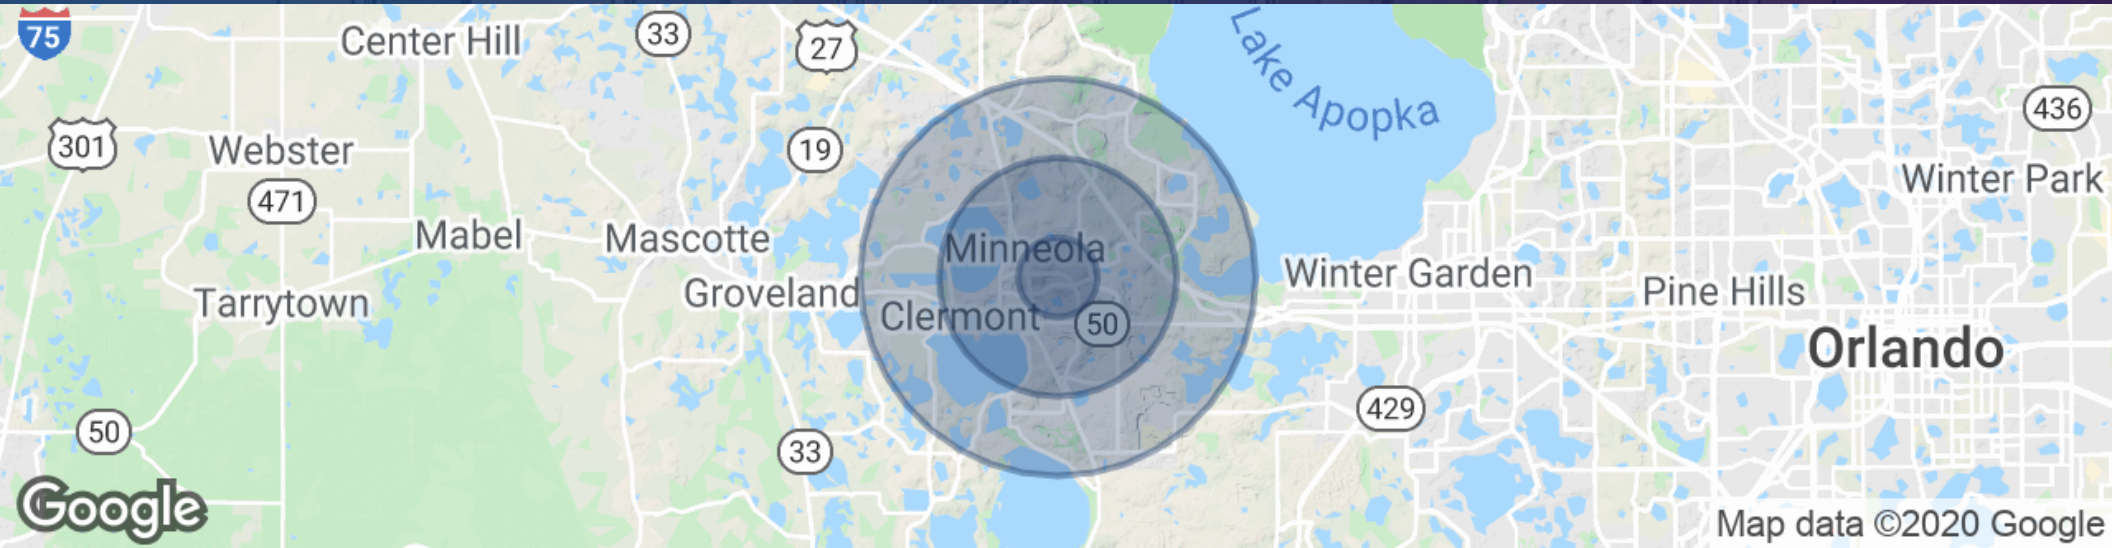 75
Center Hill
33
27
Lake Apopka
436
301
Webster
19
Winter Park
471
Mabel
Mascotte
Minneola
Winter Garden
Tarrytown
Groveland
Pine Hills
Clermont
50
Orlando
429
50
33
Google
Map data ©2020 Google